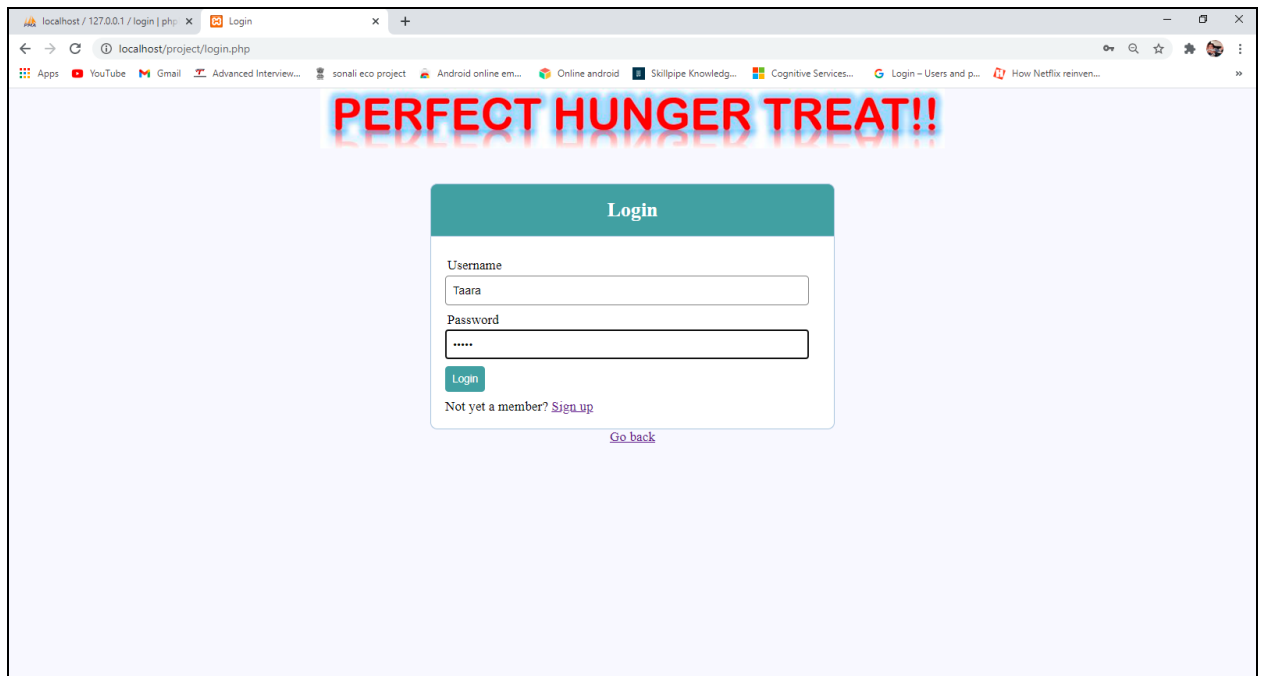 localhost / 127.0.0.1 / login | php
Login
localhost/project/login.php
Apps YouTube Gmail Advanced Interview... sonali eco project Android online em... Online android Skillpipe Knowledg... Cognitive Services... Login – Users and p... How Netflix reinven... »
PERFECT HUNGER TREAT!!
Login
Username
Taara
Password
•••••
Login
Not yet a member? Sign up
Go back